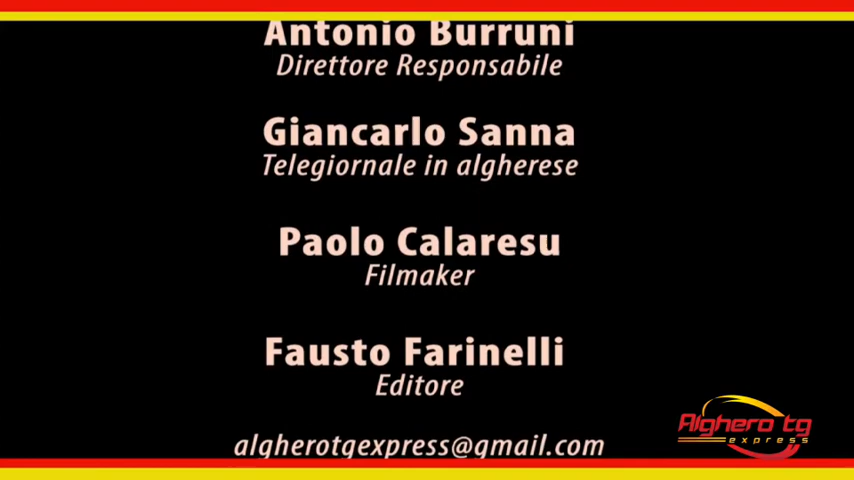 Antonio Burruni
Direttore Responsabile
Giancarlo Sanna
Telegiornale in algherese
Paolo Calaresu
Filmaker
Fausto Farinelli
Editore
algherotgexpress@gmail.com
Alghero tg
express